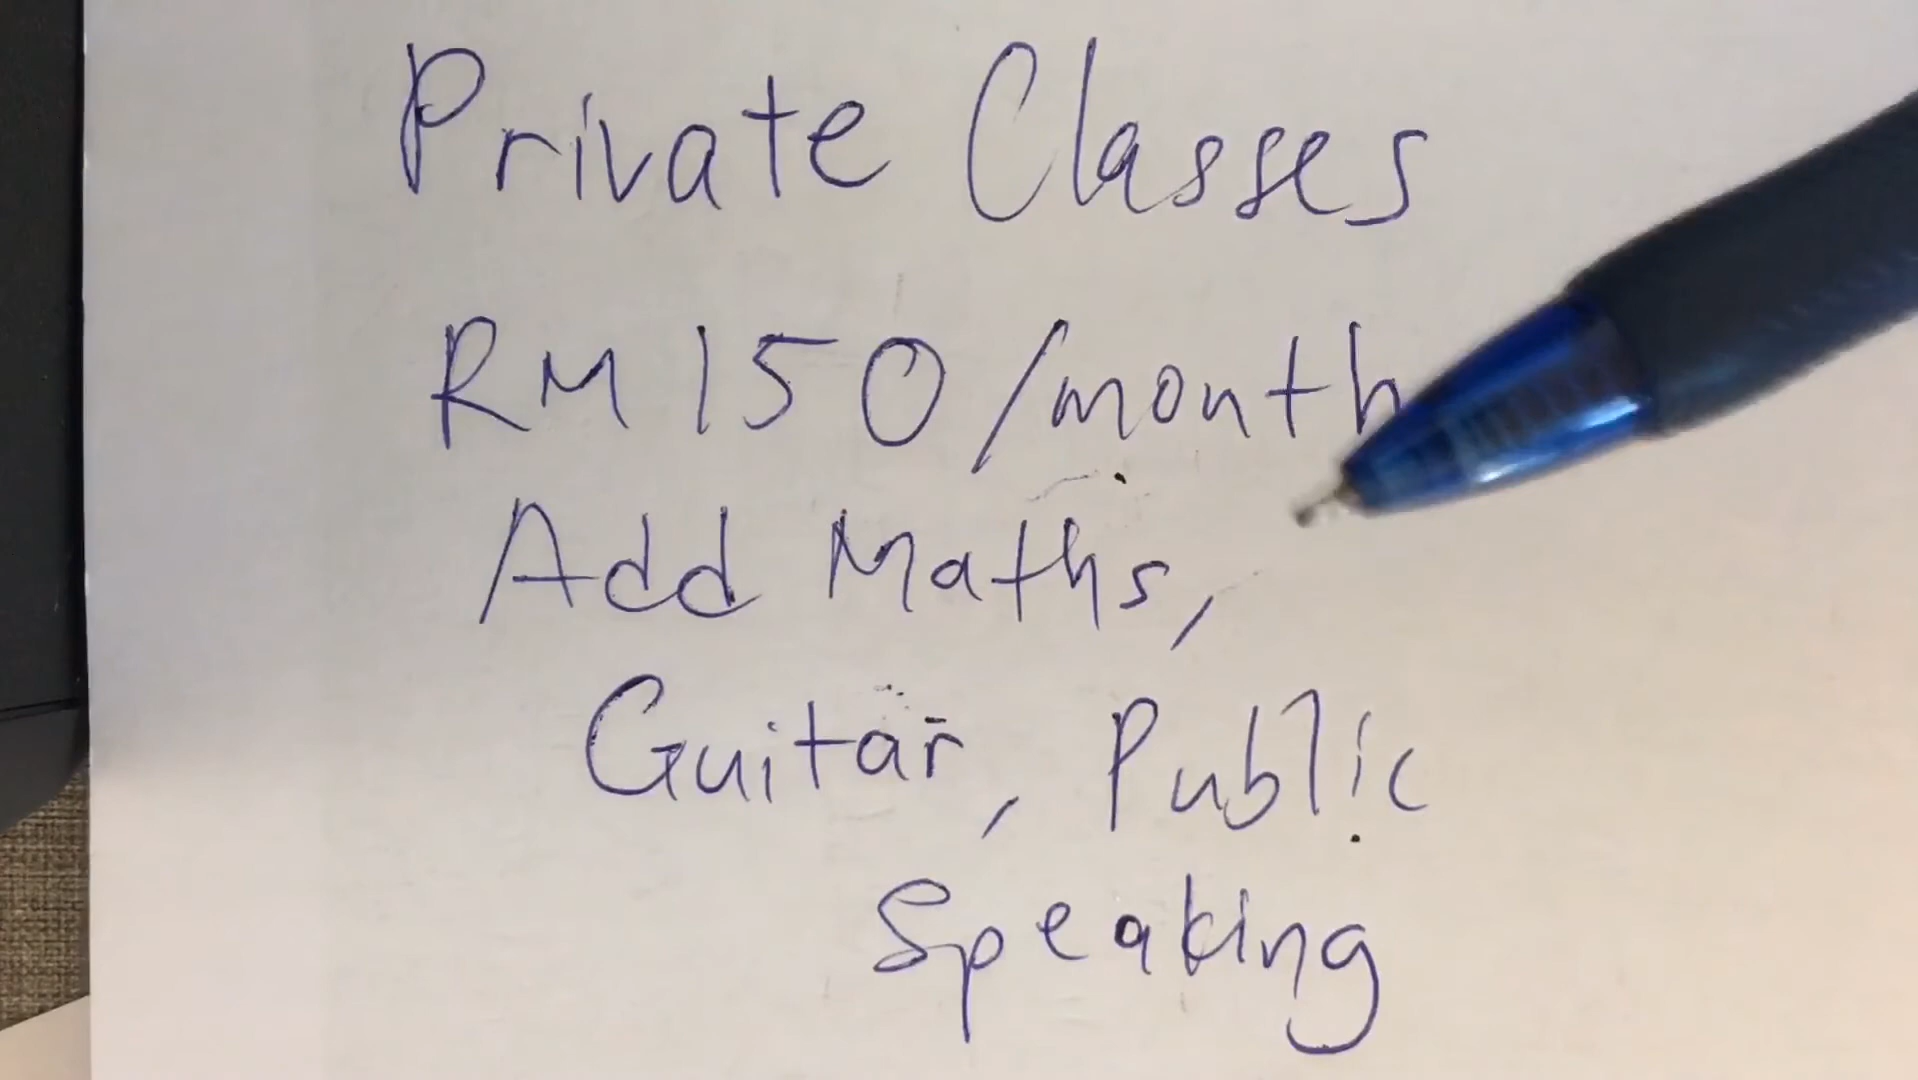 Private Classes
RM 150/month
Add Maths,
Guitar, Public
Speaking